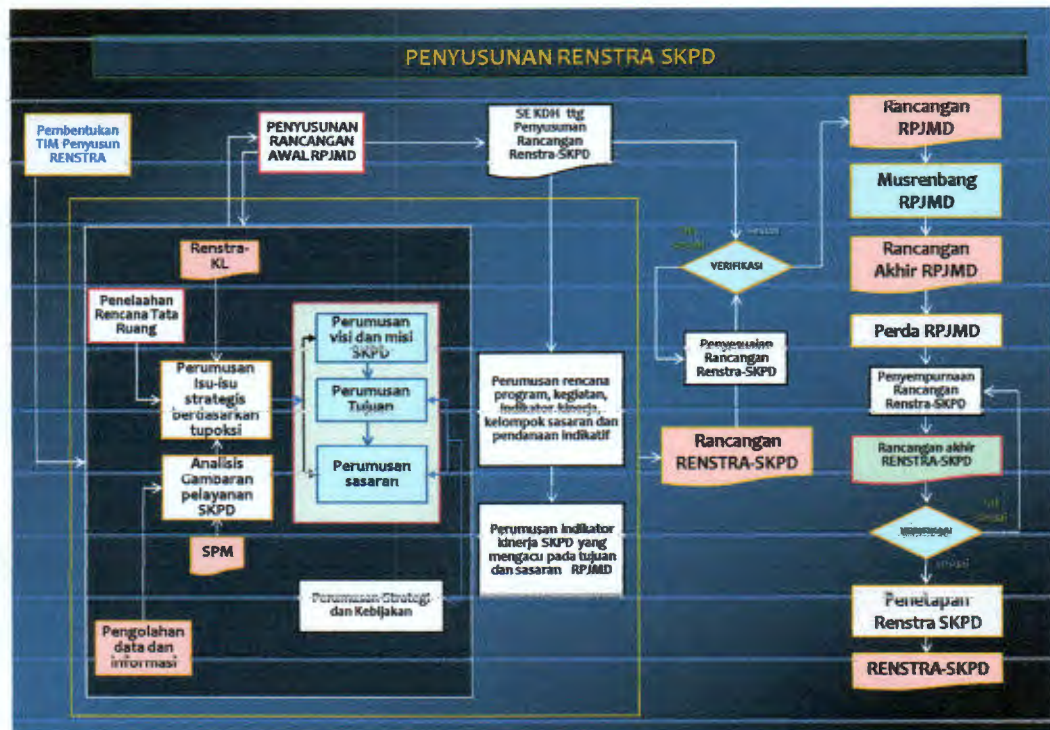 PENYUSUNAN RENSTRA SKPD
Pembentukan
TIM Penyusun
RENSTRA
PENYUSUNAN
RANCANGAN
AWAL RPJMD
SE KDH ttg
Penyusunan
Rancangan
Renstra-SKPD
Rancangan
RPJMD
Musrenbang
RPJMD
Rancangan
Akhir RPJMD
Perda RPJMD
Penyempurnaan
Rancangan
Renstra-SKPD
Rancangan akhir
RENSTRA-SKPD
sesuai
Penetapan
Renstra SKPD
RENSTRA-SKPD
sesuai
sesuai
VERIFIKASI
Penyesuaian
Rancangan
Renstra-SKPD
Rancangan
RENSTRA-SKPD
Renstra-
KL
Penelaahan
Rencana Tata
Ruang
Perumusan
Isu-isu
strategis
berdasarkan
tupoksi
Analisis
Gambaran
pelayanan
SKPD
SPM
Pengolahan
data dan
informasi
Perumusan
visi dan misi
SKPD
Perumusan
Tujuan
Perumusan
sasaran
Perumusan Strategi
dan Kebijakan
Perumusan rencana
program, kegiatan,
indikator kinerja,
kelompok sasaran dan
pendanaan indikatif
Perumusan indikator
kinerja SKPD yang
mengacu pada tujuan
dan sasaran RPJMD